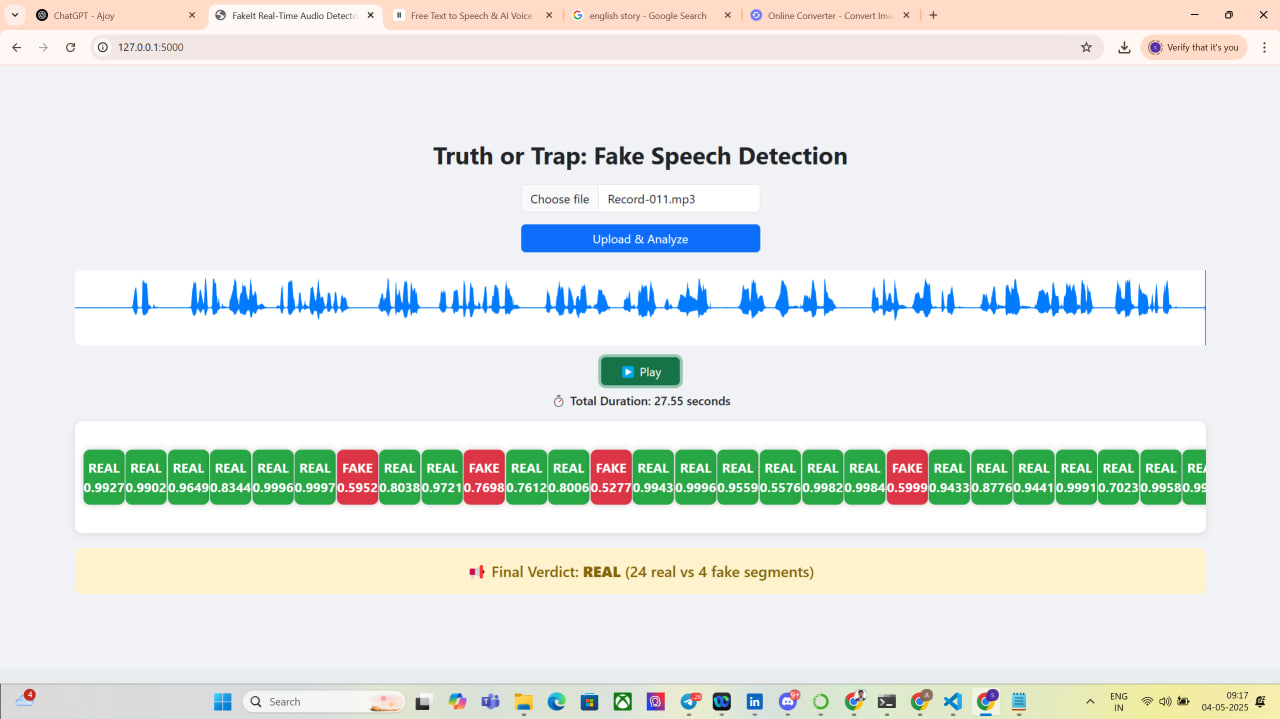 ChatGPT - Ajoy
FakeIt Real-Time Audio Detecto
Free Text to Speech & AI Voice
english story - Google Search
Online Converter - Convert Ima
127.0.0.1:5000
Verify that it's you
Truth or Trap: Fake Speech Detection
Choose file Record-011.mp3
Upload & Analyze
Play
Total Duration: 27.55 seconds
REAL REAL REAL REAL REAL REAL FAKE REAL REAL FAKE REAL REAL FAKE REAL REAL REAL REAL REAL REAL FAKE REAL REAL REAL REAL REAL REAL REA
0.9927 0.9902 0.9649 0.8344 0.9996 0.9997 0.5952 0.8038 0.9721 0.7698 0.7612 0.8006 0.5277 0.9943 0.9996 0.9559 0.5576 0.9982 0.9984 0.5999 0.9433 0.8776 0.9441 0.9991 0.7023 0.9958 0.99
Final Verdict: REAL (24 real vs 4 fake segments)
4
Search
ENG
IN
09:17
04-05-2025